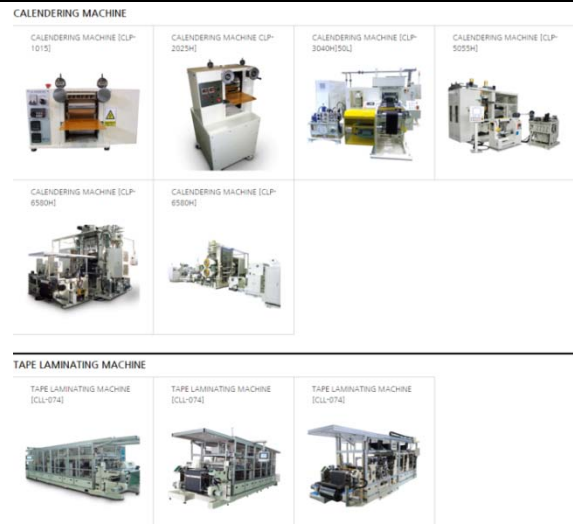 CALENDERING MACHINE
CALENDERING MACHINE [CLP-
1015]
CALENDERING MACHINE CLP-
2025H]
CALENDERING MACHINE [CLP-
3040H]50L]
CALENDERING MACHINE [CLP-
5055H]
CALENDERING MACHINE [CLP-
6580H]
CALENDERING MACHINE [CLP-
6580H]
TAPE LAMINATING MACHINE
TAPE LAMINATING MACHINE
[CLL-074]
TAPE LAMINATING MACHINE
[CLL-074]
TAPE LAMINATING MACHINE
[CLL-074]